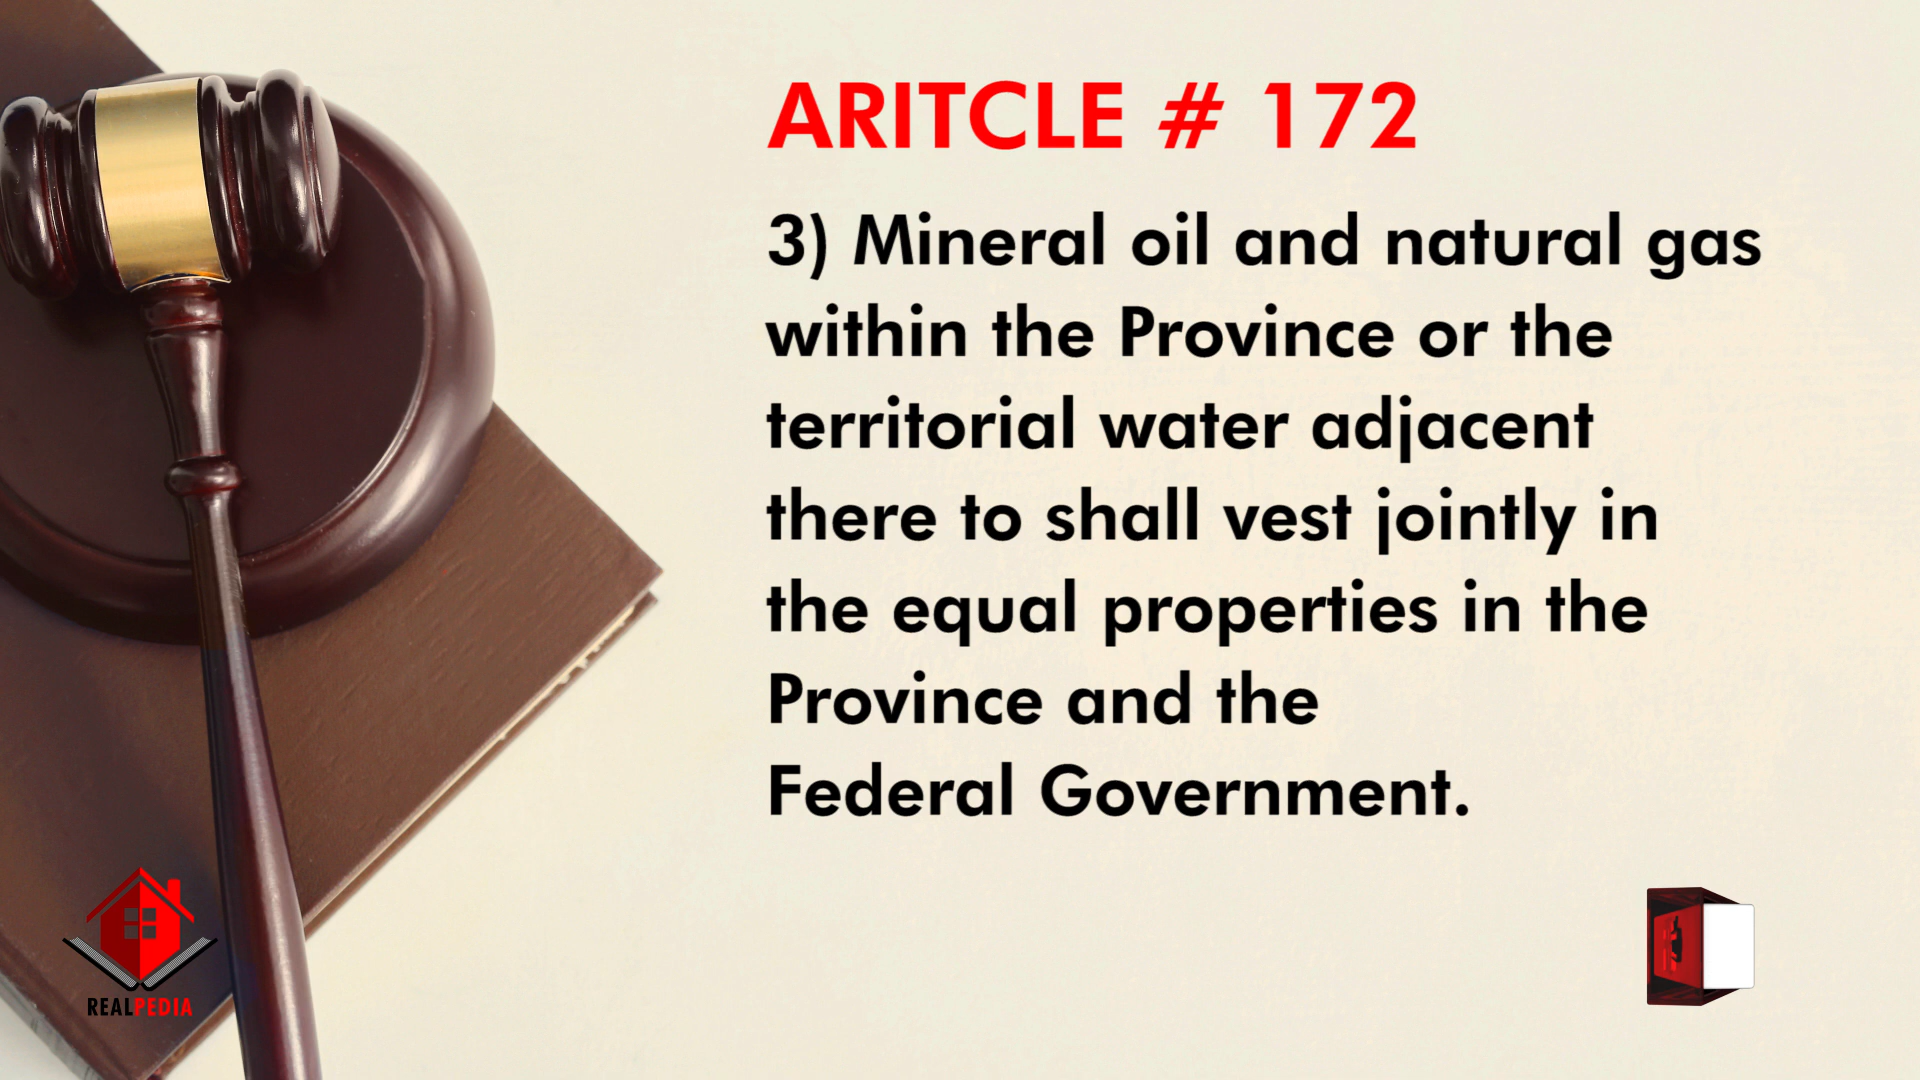 ARITCLE # 172
3) Mineral oil and natural gas
within the Province or the
territorial water adjacent
there to shall vest jointly in
the equal properties in the
Province and the
Federal Government.
REALPEDIA